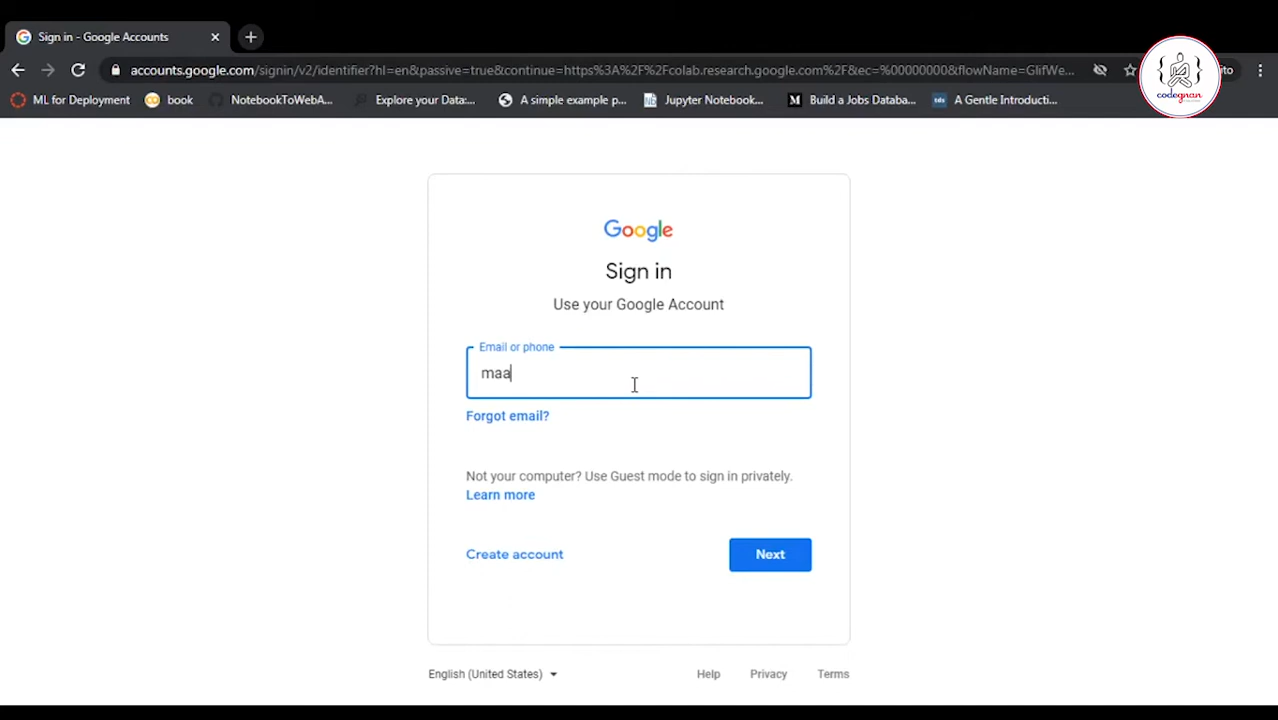 Sign in - Google Accounts
accounts.google.com/signin/v2/identifier?hl=en&passive=true&continue=https%3A%2F%2Fcolab.research.google.com%2F&ec=%00000000&flowName=GlifWe...
ML for Deployment book NotebookToWebA... Explore your Data:... A simple example p... Jupyter Notebook... Build a Jobs Databa... A Gentle Introducti...
codegnan
Google
Sign in
Use your Google Account
Email or phone
maa
Forgot email?
Not your computer? Use Guest mode to sign in privately.
Learn more
Create account Next
English (United States) Help Privacy Terms